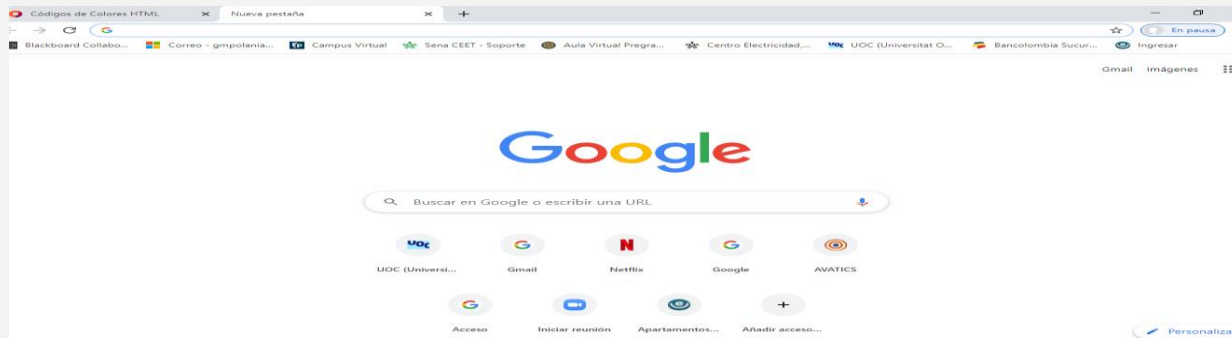 Códigos de Colores HTML Nueva pestaña
En pausa
Blackboard Collabo... Correo - gmpolania... Campus Virtual Sena CEET - Soporte Aula Virtual Pregra... Centro Electricidad,... UOC (Universitat O... Bancolombia Sucur... Ingresar
Gmail Imágenes
Google
Buscar en Google o escribir una URL
UOC
N
UOC (Universi... Gmail Netflix Google AVATICS
Acceso Iniciar reunión Apartamentos... Añadir acceso...
Personaliza